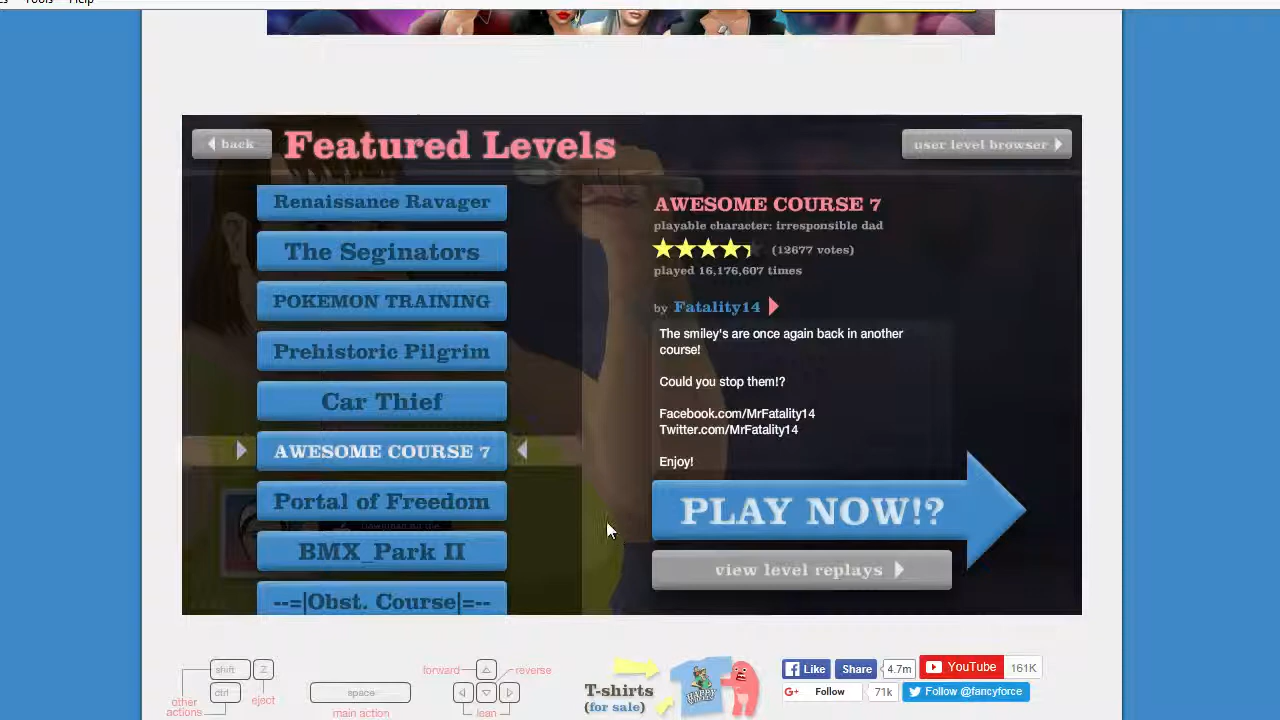 Tools Help
back
Featured Levels
user level browser
Renaissance Ravager
The Seginators
POKEMON TRAINING
Prehistoric Pilgrim
Car Thief
AWESOME COURSE 7
Portal of Freedom
BMX_Park II
--=|Obst. Course|=--
AWESOME COURSE 7
playable character: irresponsible dad
(12677 votes)
played 16,176,607 times
by Fatality14
The smiley's are once again back in another
course!
Could you stop them!?
Facebook.com/MrFatality14
Twitter.com/MrFatality14
Enjoy!
PLAY NOW!?
view level replays
shift
Z
ctrl
other
actions
eject
space
main action
forward
reverse
lean
T-shirts
(for sale)
HAPPY
WHEELS
Like
Share
4.7m
YouTube
161K
Follow
71k
Follow @fancyforce